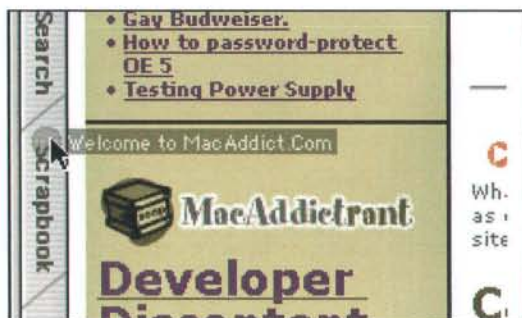 Search
Scrapbook
• Gay Budweiser.
• How to password-protect
OE 5
• Testing Power Supply
Welcome to MacAddict.Com
MacAddictrant
Developer
C
Wh.
as
site
C